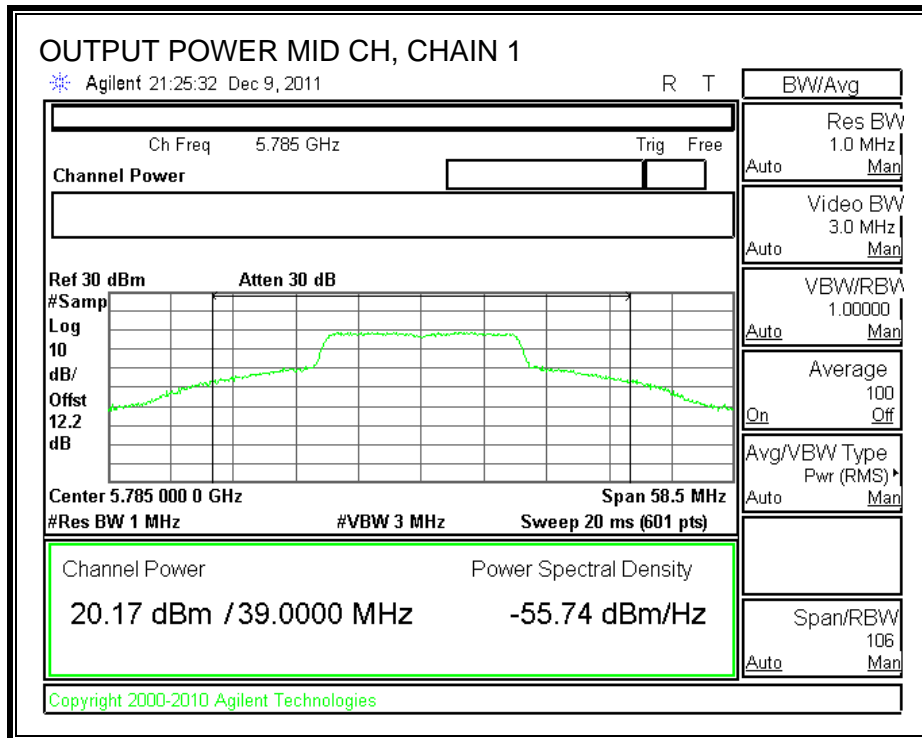 OUTPUT POWER MID CH, CHAIN 1
Agilent 21:25:32 Dec 9, 2011 R T
BW/Avg
Ch Freq 5.785 GHz Trig Free
Channel Power
Res BW
1.0 MHz
Auto Man
Video BW
3.0 MHz
Auto Man
Ref 30 dBm Atten 30 dB
#Samp
Log
10
dB/
Offst
12.2
dB
VBW/RBW
1.00000
Auto Man
Average
100
On Off
Avg/VBW Type
Pwr (RMS)
Auto Man
Center 5.785 000 0 GHz Span 58.5 MHz
#Res BW 1 MHz #VBW 3 MHz Sweep 20 ms (601 pts)
Channel Power Power Spectral Density
20.17 dBm / 39.0000 MHz -55.74 dBm/Hz
Span/RBW
106
Auto Man
Copyright 2000-2010 Agilent Technologies